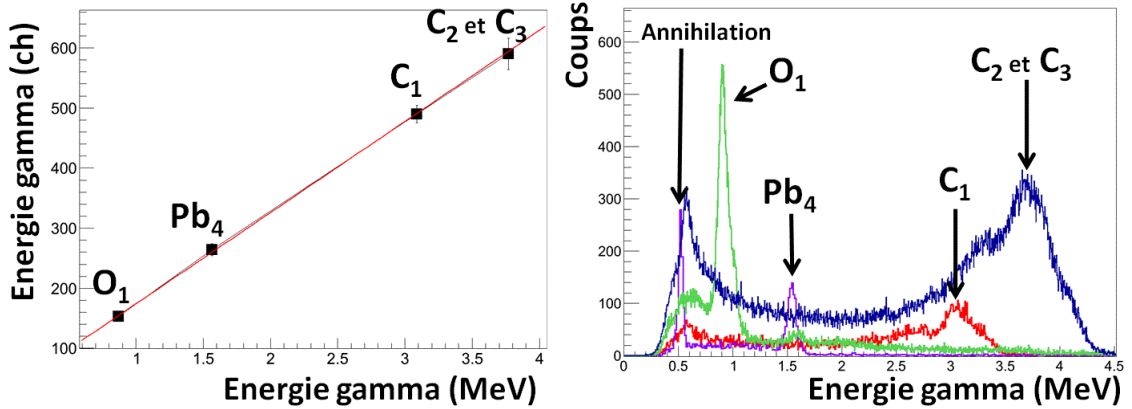 Energie gamma (ch)
600
500
400
300
200
100
O₁
Pb₄
C₁
C₂ et C₃
1
1.5
2
2.5
3
3.5
4
Energie gamma (MeV)
Coups
600
500
400
300
200
100
0
Annihilation
O₁
Pb₄
C₁
C₂ et C₃
0
0.5
1
1.5
2
2.5
3
3.5
4
4.5
Energie gamma (MeV)